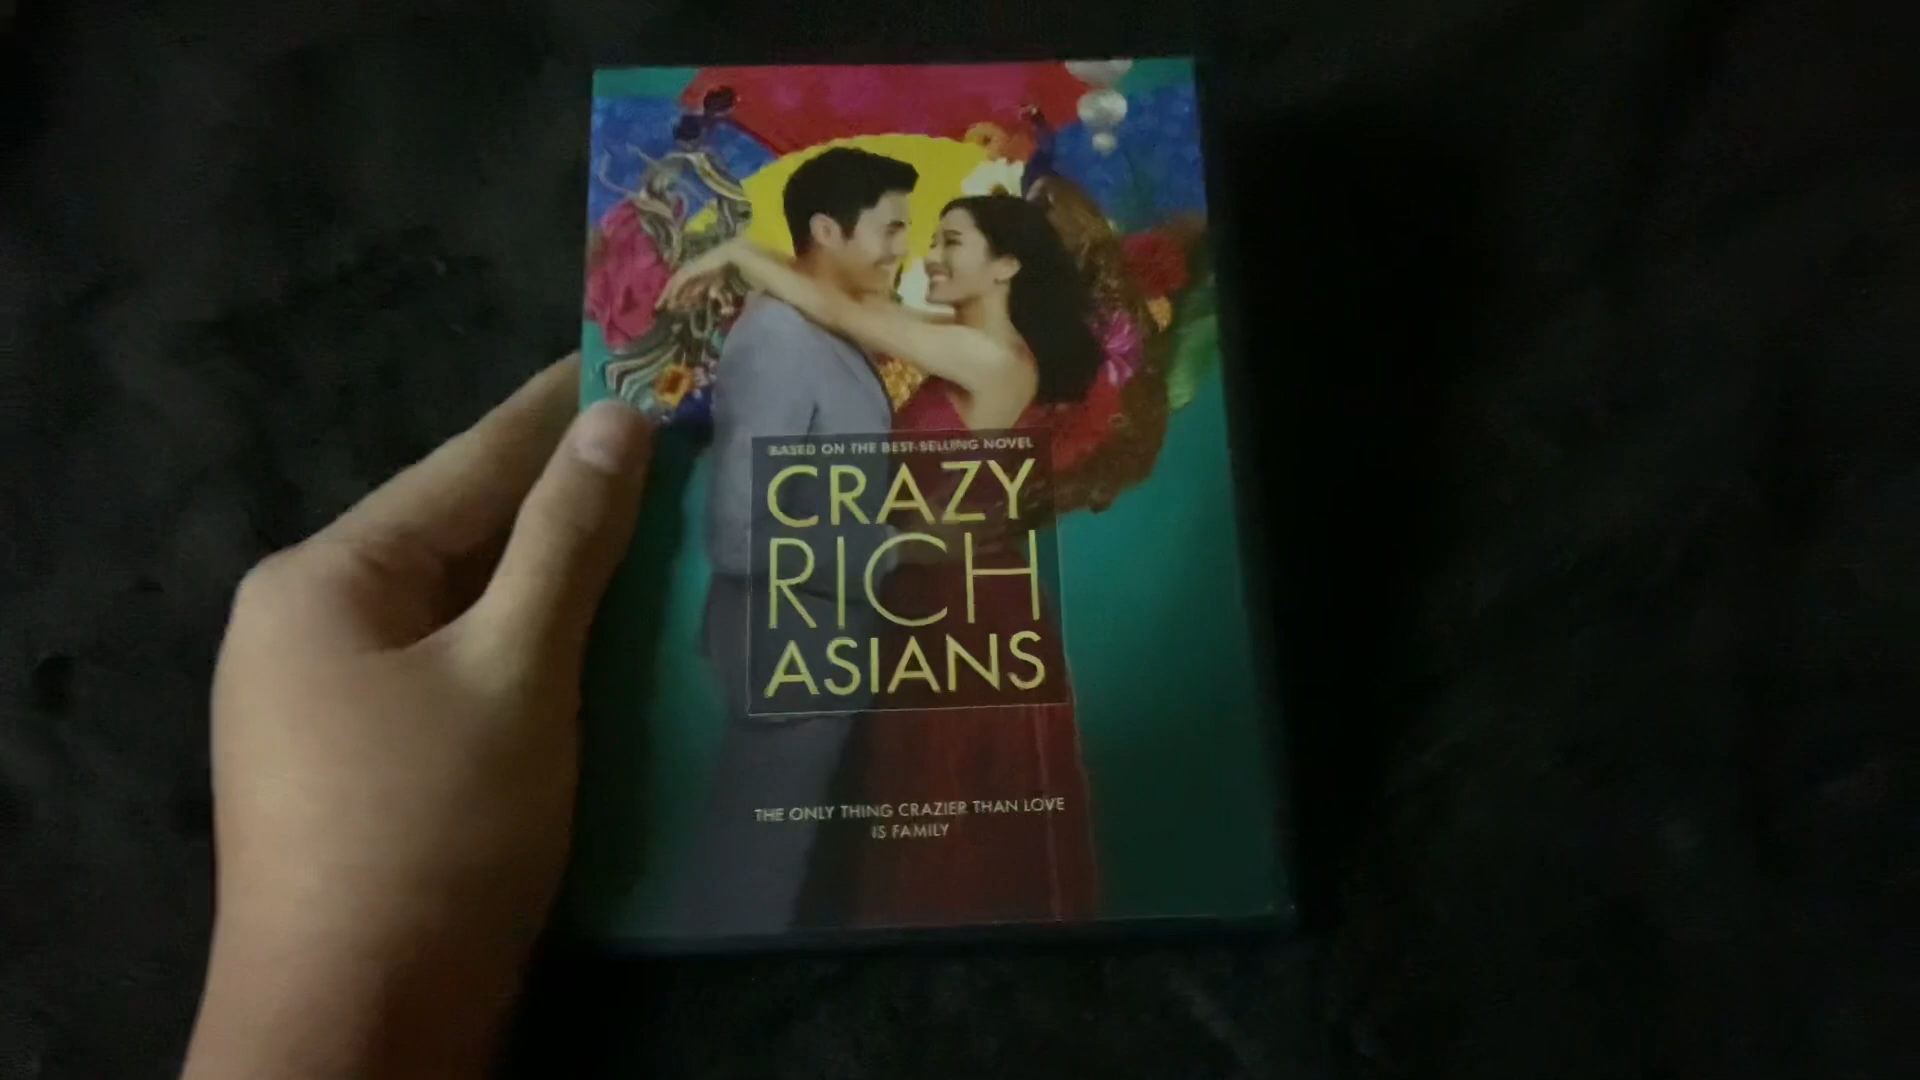 BASED ON THE BEST-SELLING NOVEL
CRAZY
RICH
ASIANS
THE ONLY THING CRAZIER THAN LOVE
IS FAMILY